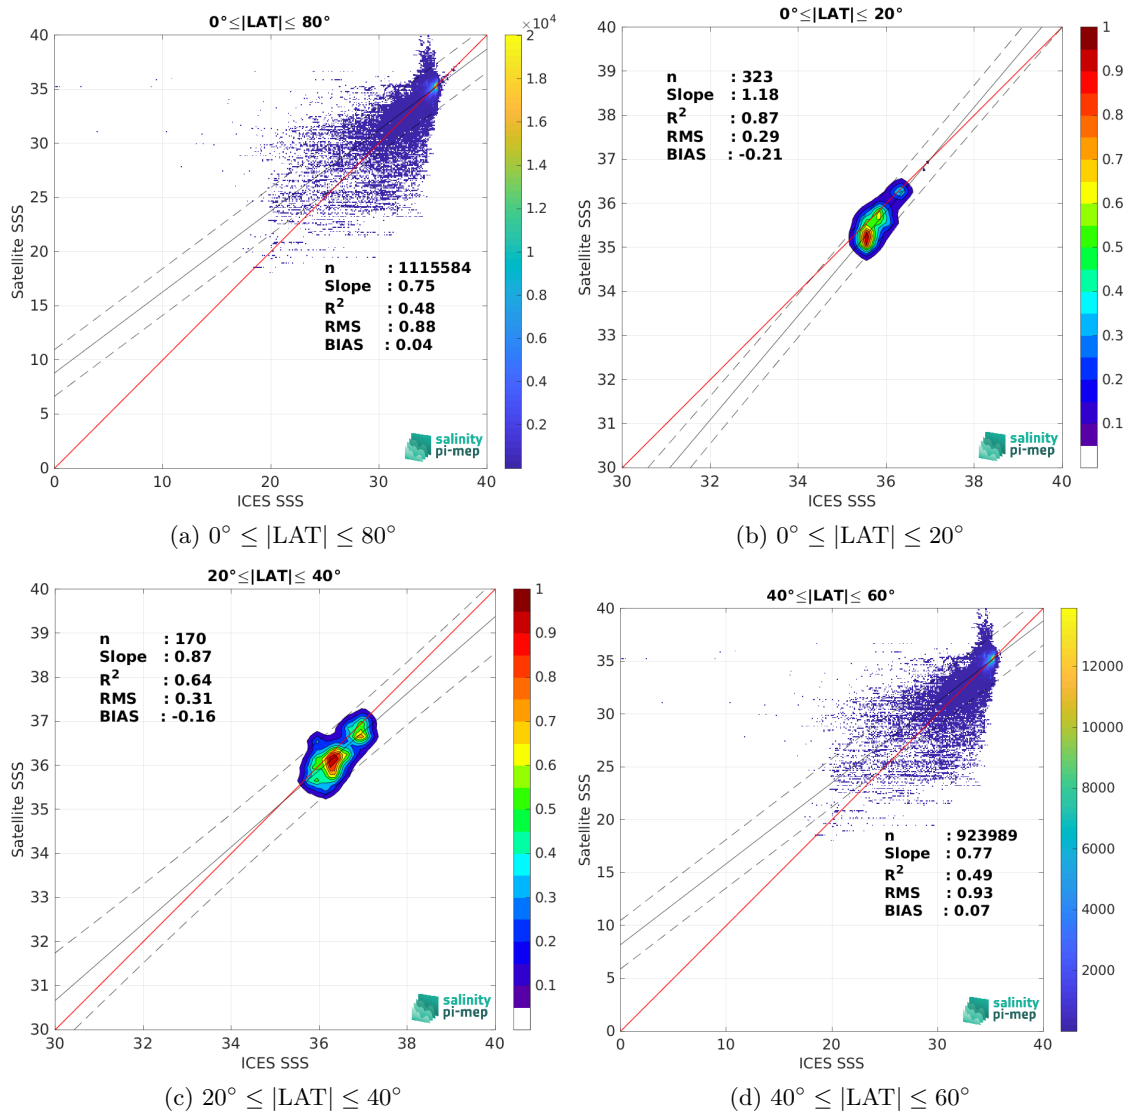 0°≤|LAT|≤ 80°
×10⁴
40
35
30
25
20
15
10
5
0
Satellite SSS
n : 1115584
Slope : 0.75
R² : 0.48
RMS : 0.88
BIAS : 0.04
salinity
pi-mep
0 10 20 30 40
ICES SSS
2
1.8
1.6
1.4
1.2
1
0.8
0.6
0.4
0.2
(a) 0° ≤ |LAT| ≤ 80°
0°≤|LAT|≤ 20°
40
39
38
37
36
35
34
33
32
31
30
Satellite SSS
n : 323
Slope : 1.18
R² : 0.87
RMS : 0.29
BIAS : -0.21
salinity
pi-mep
30 32 34 36 38 40
ICES SSS
1
0.9
0.8
0.7
0.6
0.5
0.4
0.3
0.2
0.1
(b) 0° ≤ |LAT| ≤ 20°
20°≤|LAT|≤ 40°
40
39
38
37
36
35
34
33
32
31
30
Satellite SSS
n : 170
Slope : 0.87
R² : 0.64
RMS : 0.31
BIAS : -0.16
salinity
pi-mep
30 32 34 36 38 40
ICES SSS
1
0.9
0.8
0.7
0.6
0.5
0.4
0.3
0.2
0.1
(c) 20° ≤ |LAT| ≤ 40°
40°≤|LAT|≤ 60°
40
35
30
25
20
15
10
5
0
Satellite SSS
n : 923989
Slope : 0.77
R² : 0.49
RMS : 0.93
BIAS : 0.07
salinity
pi-mep
0 10 20 30 40
ICES SSS
12000
10000
8000
6000
4000
2000
(d) 40° ≤ |LAT| ≤ 60°